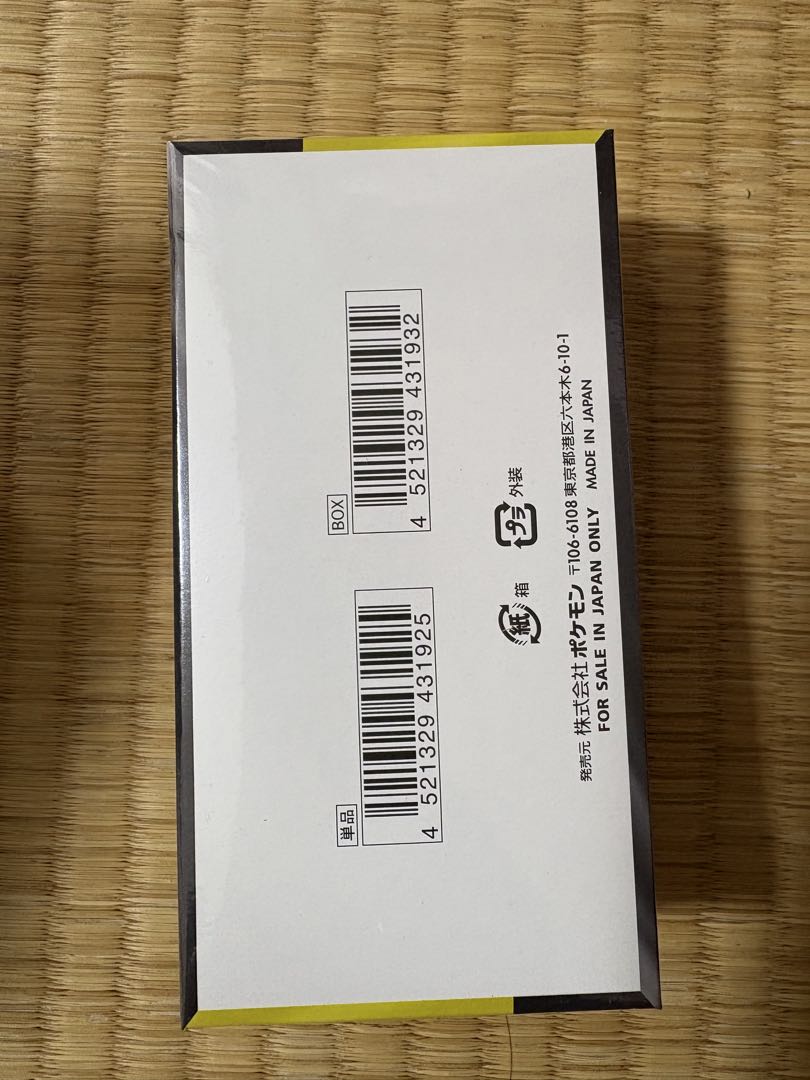 単品
4 521329 431925
BOX
4 521329 431932
紙 箱
プラ 外装
発売元 株式会社ポケモン 〒106-6108 東京都港区六本木6-10-1
FOR SALE IN JAPAN ONLY MADE IN JAPAN